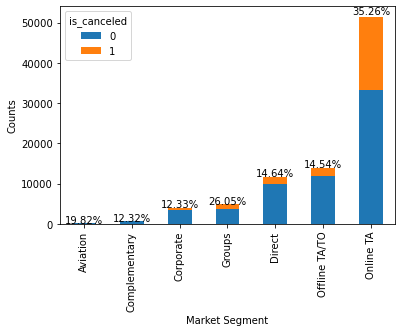 is_canceled
0
1
Counts
50000
40000
30000
20000
10000
0
19.82%
12.32%
12.33%
26.05%
14.64%
14.54%
35.26%
Aviation
Complementary
Corporate
Groups
Direct
Offline TA/TO
Online TA
Market Segment